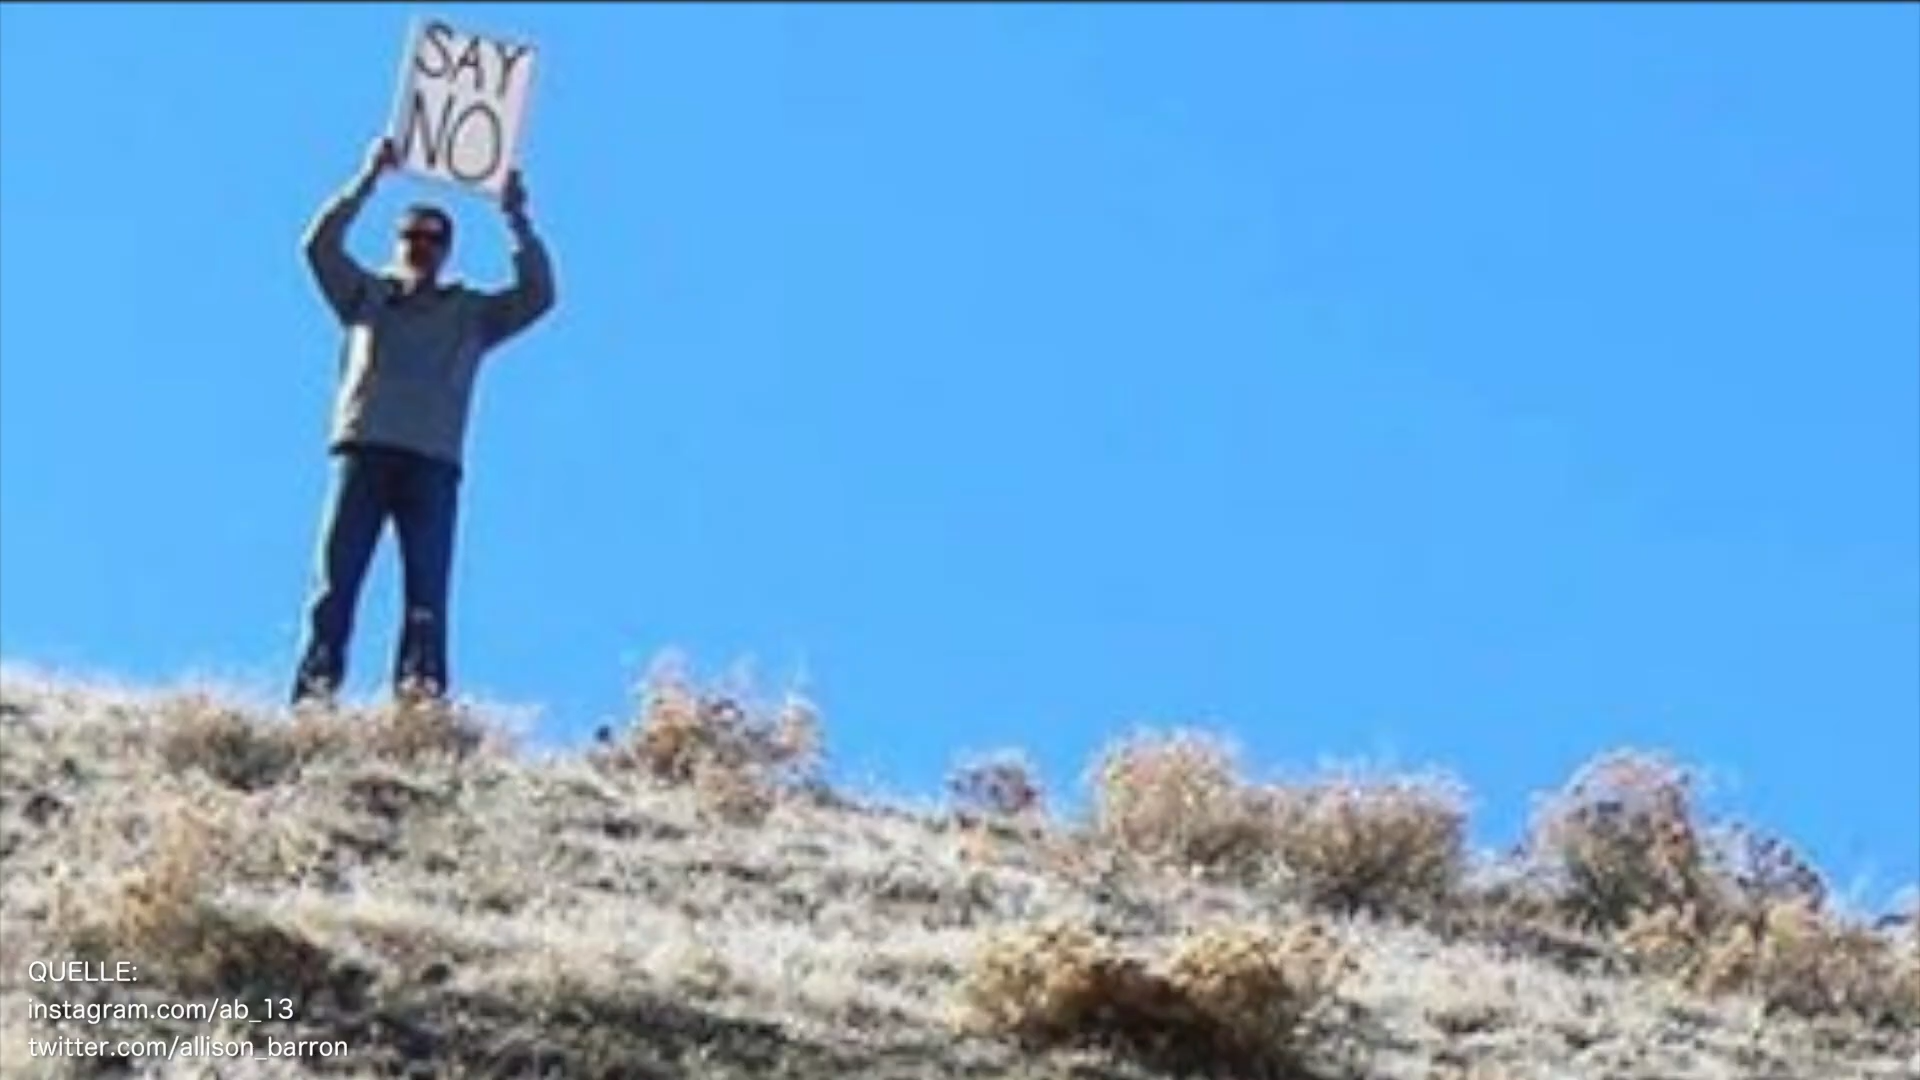 SAY
NO
QUELLE:
instagram.com/ab_13
twitter.com/allison_barron